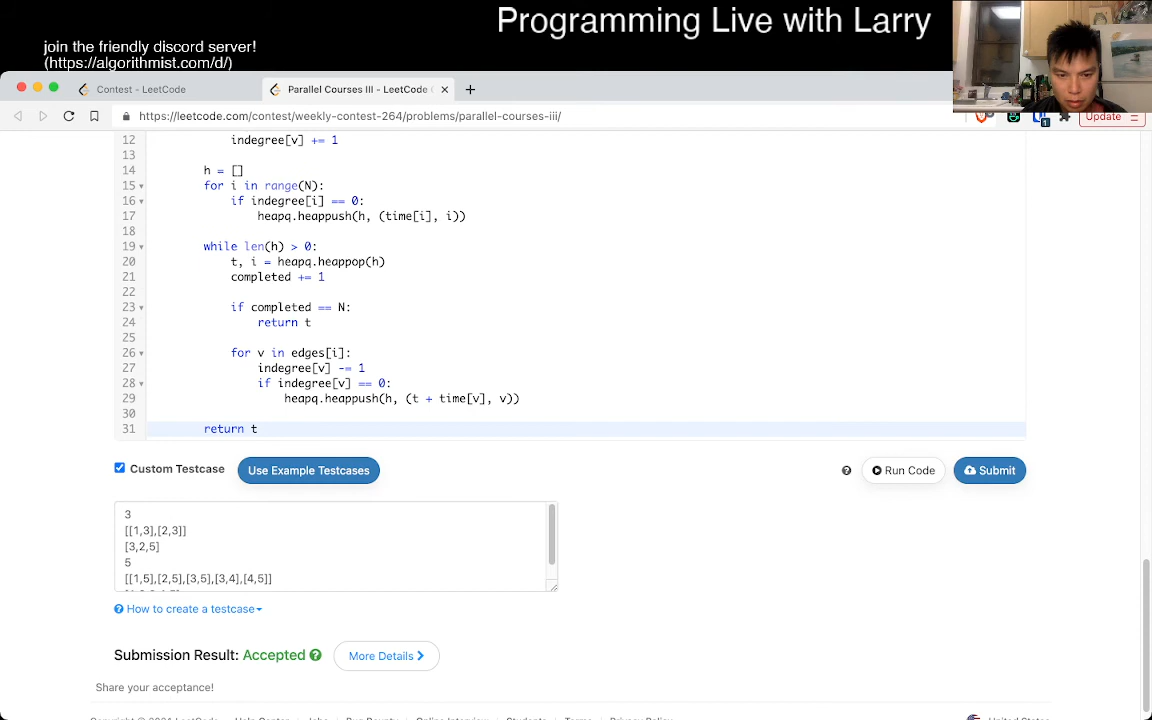 Programming Live with Larry
join the friendly discord server!
(https://algorithmist.com/d/)
Contest - LeetCode
Parallel Courses III - LeetCode
https://leetcode.com/contest/weekly-contest-264/problems/parallel-courses-iii/
Update
12 indegree[v] += 1
13
14 h = []
15 for i in range(N):
16 if indegree[i] == 0:
17 heapq.heappush(h, (time[i], i))
18
19 while len(h) > 0:
20 t, i = heapq.heappop(h)
21 completed += 1
22
23 if completed == N:
24 return t
25
26 for v in edges[i]:
27 indegree[v] -= 1
28 if indegree[v] == 0:
29 heapq.heappush(h, (t + time[v], v))
30
31 return t
Custom Testcase
Use Example Testcases
Run Code
Submit
3
[[1,3],[2,3]]
[3,2,5]
5
[[1,5],[2,5],[3,5],[3,4],[4,5]]
How to create a testcase
Submission Result: Accepted
More Details
Share your acceptance!
United States